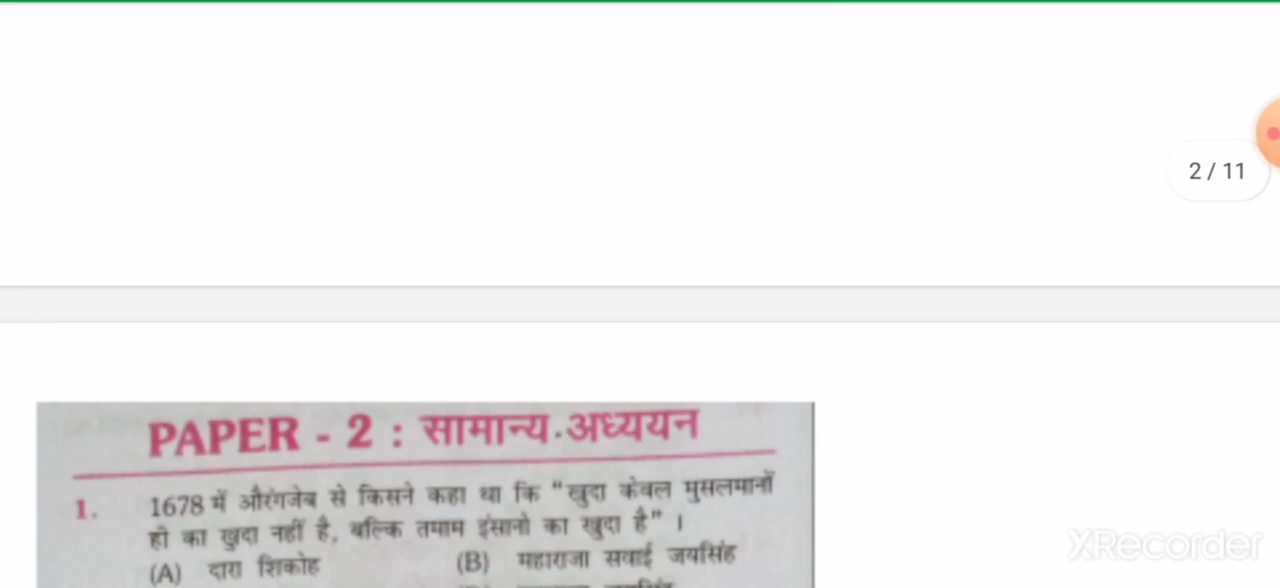 2 / 11
PAPER - 2 : सामान्य.अध्ययन
1. 1678 में औरंगजेब से किसने कहा था कि "खुदा केवल मुसलमानों
ही का खुदा नहीं है, बल्कि तमाम इंसानो का खुदा है" ।
(A) दारा शिकोह (B) महाराजा सवाई जयसिंह
XRecorder